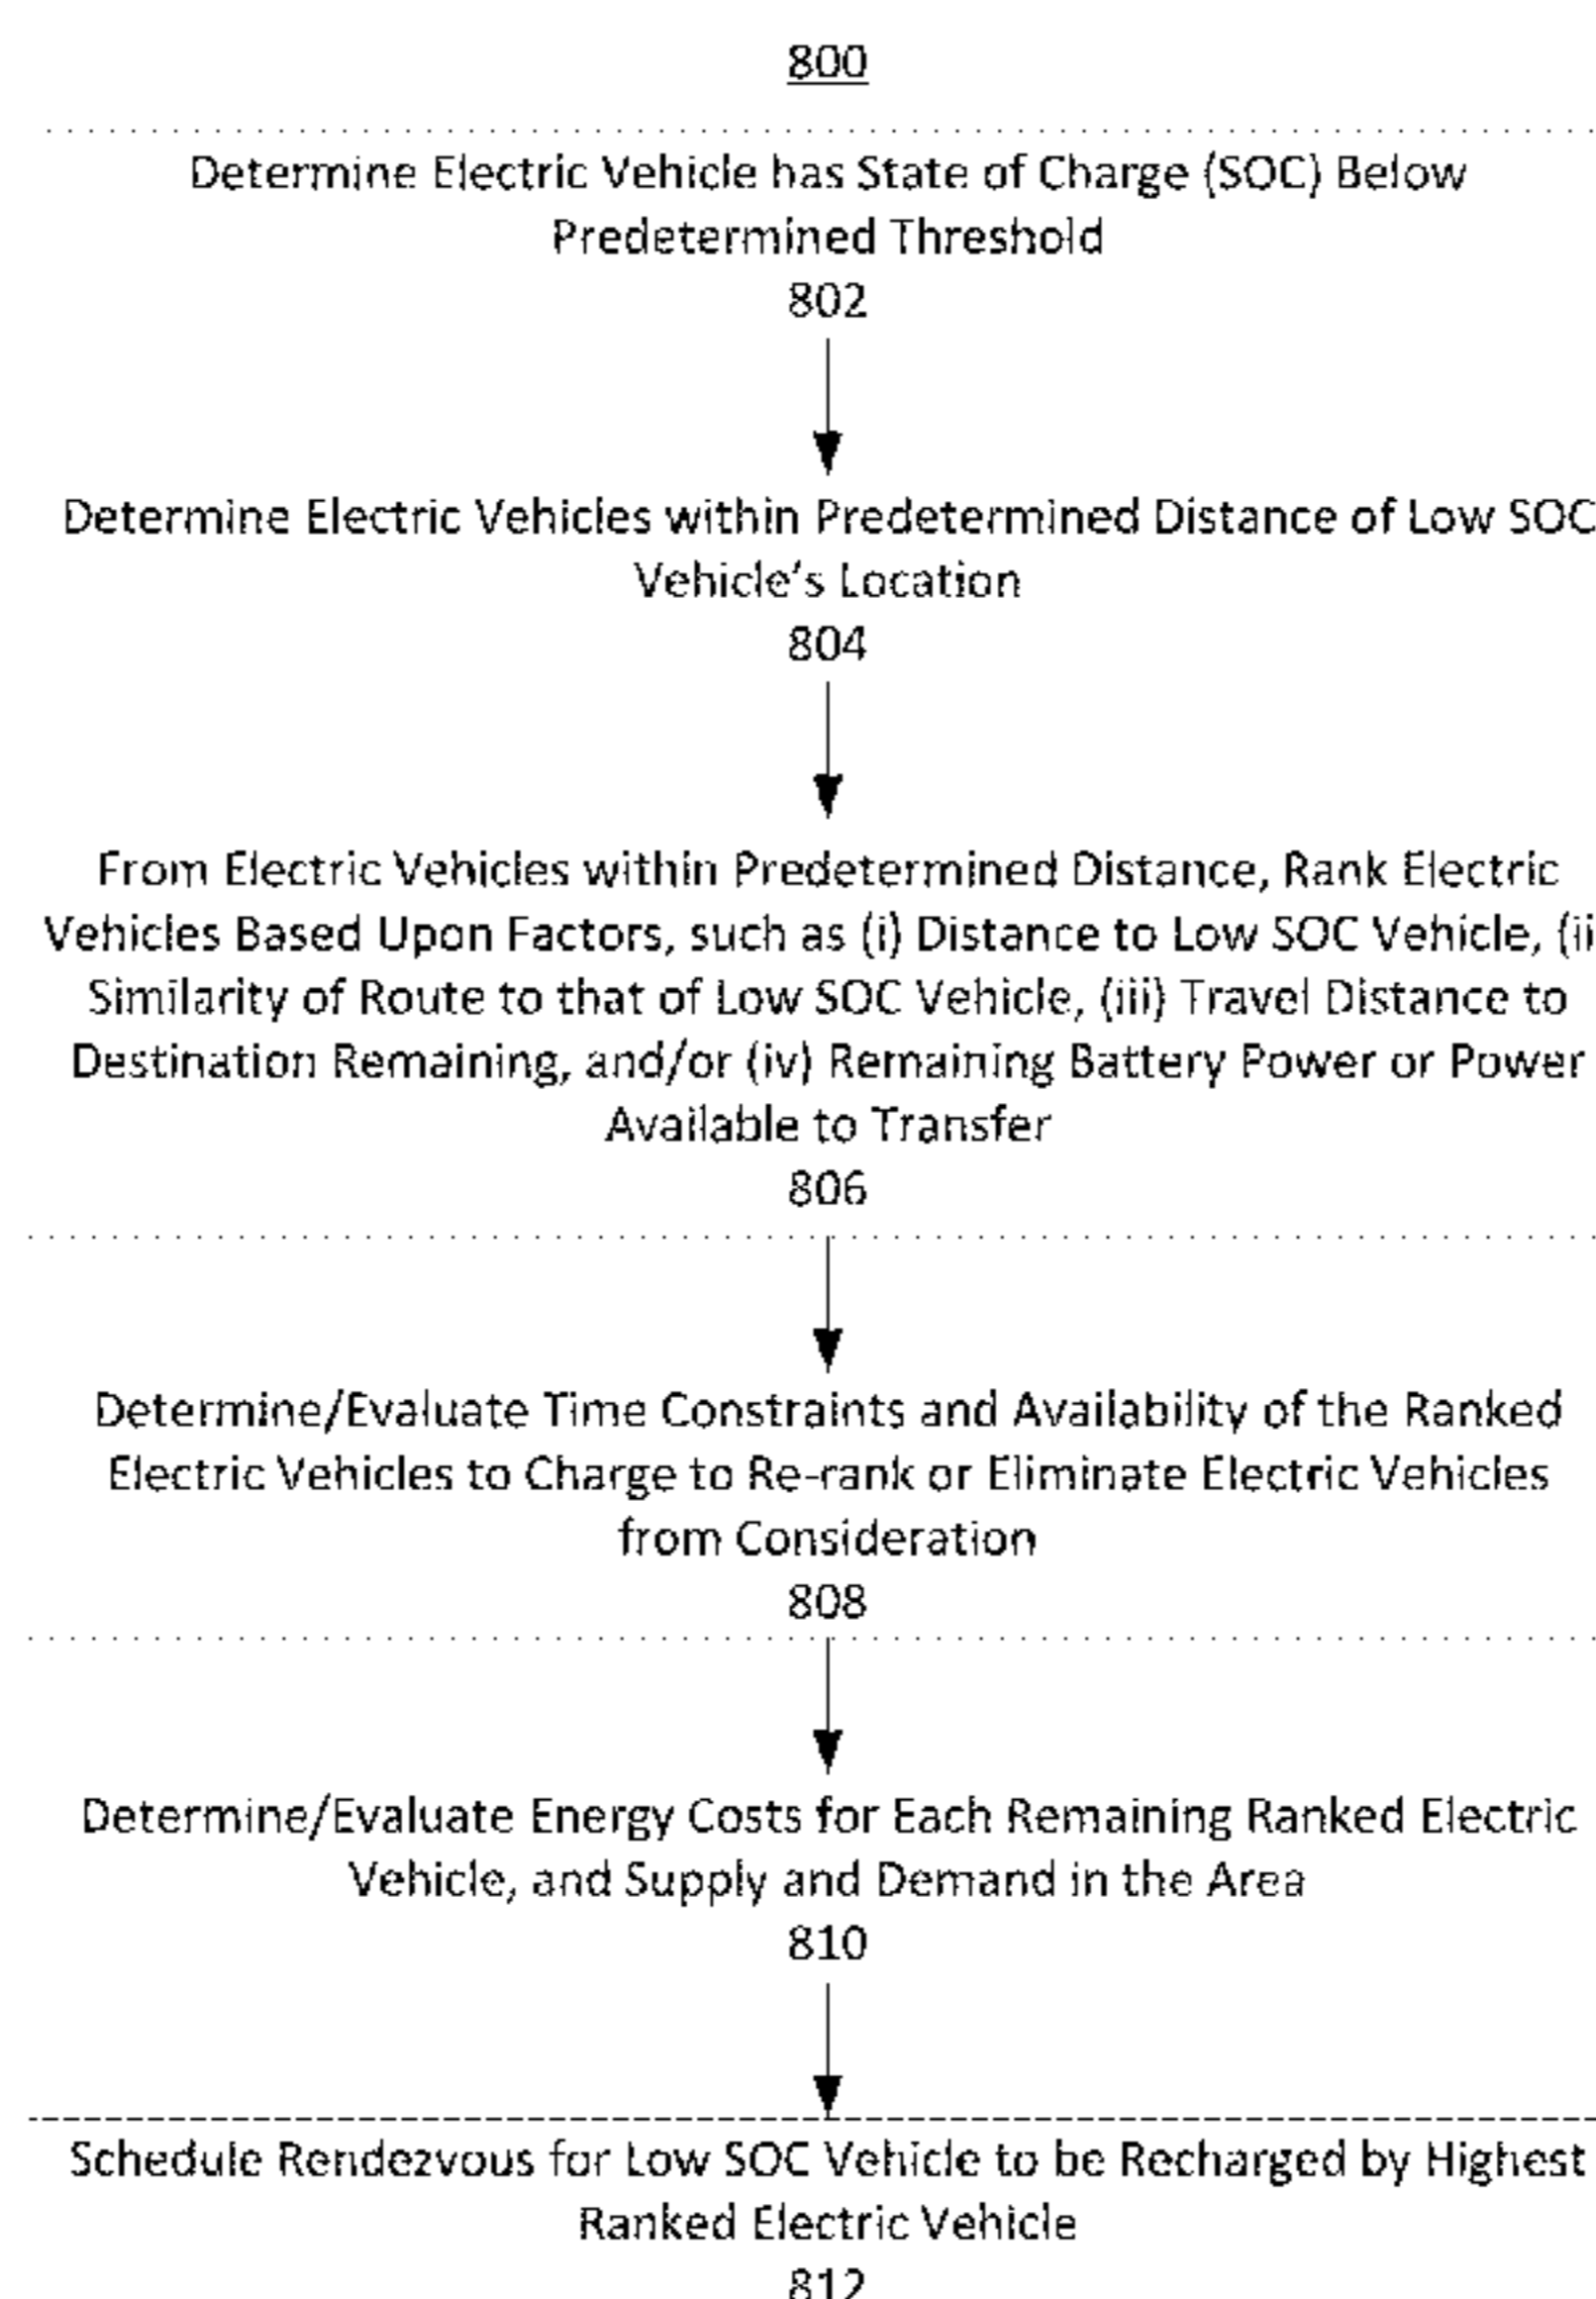 800
Determine Electric Vehicle has State of Charge (SOC) Below
Predetermined Threshold
802
Determine Electric Vehicles within Predetermined Distance of Low SOC
Vehicle's Location
804
From Electric Vehicles within Predetermined Distance, Rank Electric
Vehicles Based Upon Factors, such as (i) Distance to Low SOC Vehicle, (ii
Similarity of Route to that of Low SOC Vehicle, (iii) Travel Distance to
Destination Remaining, and/or (iv) Remaining Battery Power or Power
Available to Transfer
806
Determine/Evaluate Time Constraints and Availability of the Ranked
Electric Vehicles to Charge to Re-rank or Eliminate Electric Vehicles
from Consideration
808
Determine/Evaluate Energy Costs for Each Remaining Ranked Electric
Vehicle, and Supply and Demand in the Area
810
Schedule Rendezvous for Low SOC Vehicle to be Recharged by Highest
Ranked Electric Vehicle
812